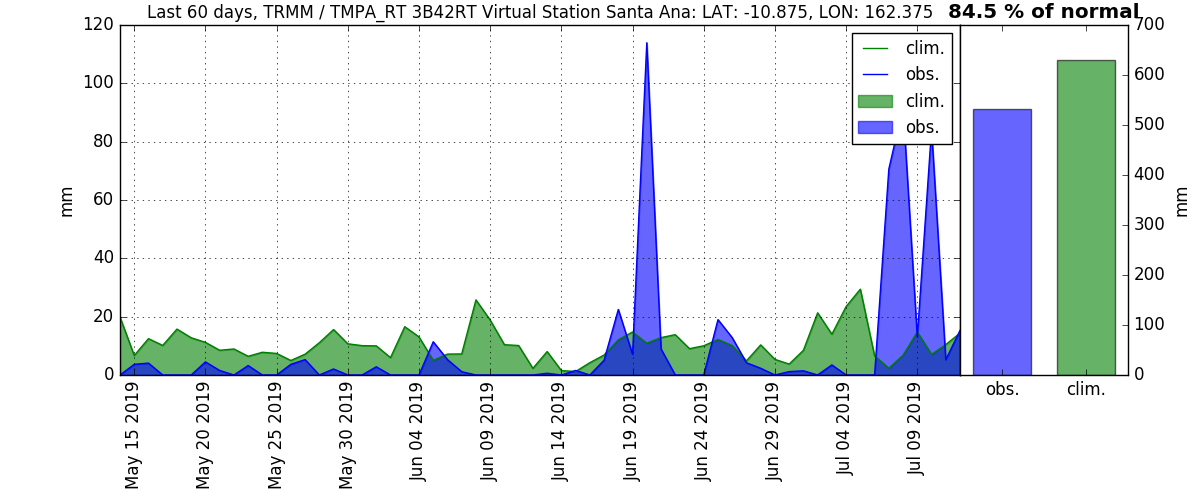 Last 60 days, TRMM / TMPA_RT 3B42RT Virtual Station Santa Ana: LAT: -10.875, LON: 162.375
84.5 % of normal
120
100
80
60
40
20
0
mm
clim.
obs.
clim.
obs.
700
600
500
400
300
200
100
0
mm
obs.
clim.
May 15 2019
May 20 2019
May 25 2019
May 30 2019
Jun 04 2019
Jun 09 2019
Jun 14 2019
Jun 19 2019
Jun 24 2019
Jun 29 2019
Jul 04 2019
Jul 09 2019